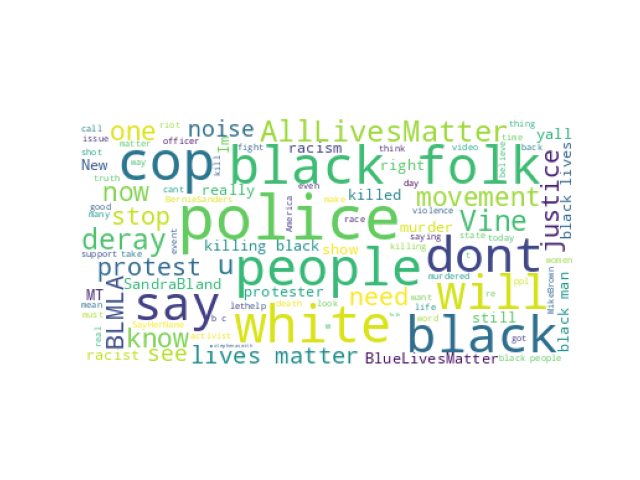 call issue riot officer one noise AllLivesMatter thing yall
matter shot way New cop Im kill fight racism think video time back
truth cant black folk right believe
now really killed day movement
good many BernieSanders even America make
stop police race violence murder Vine justice black lives
deray event killing black show saying state today
support take protest u people killing dont t women
SandraBland protester murdered ppl
MT mean must BLMLA say lethelp death look need want life re will MikeBrown black man
b c word still
real SayHerName activist white got
know
racist see lives matter BlueLivesMatter black black people